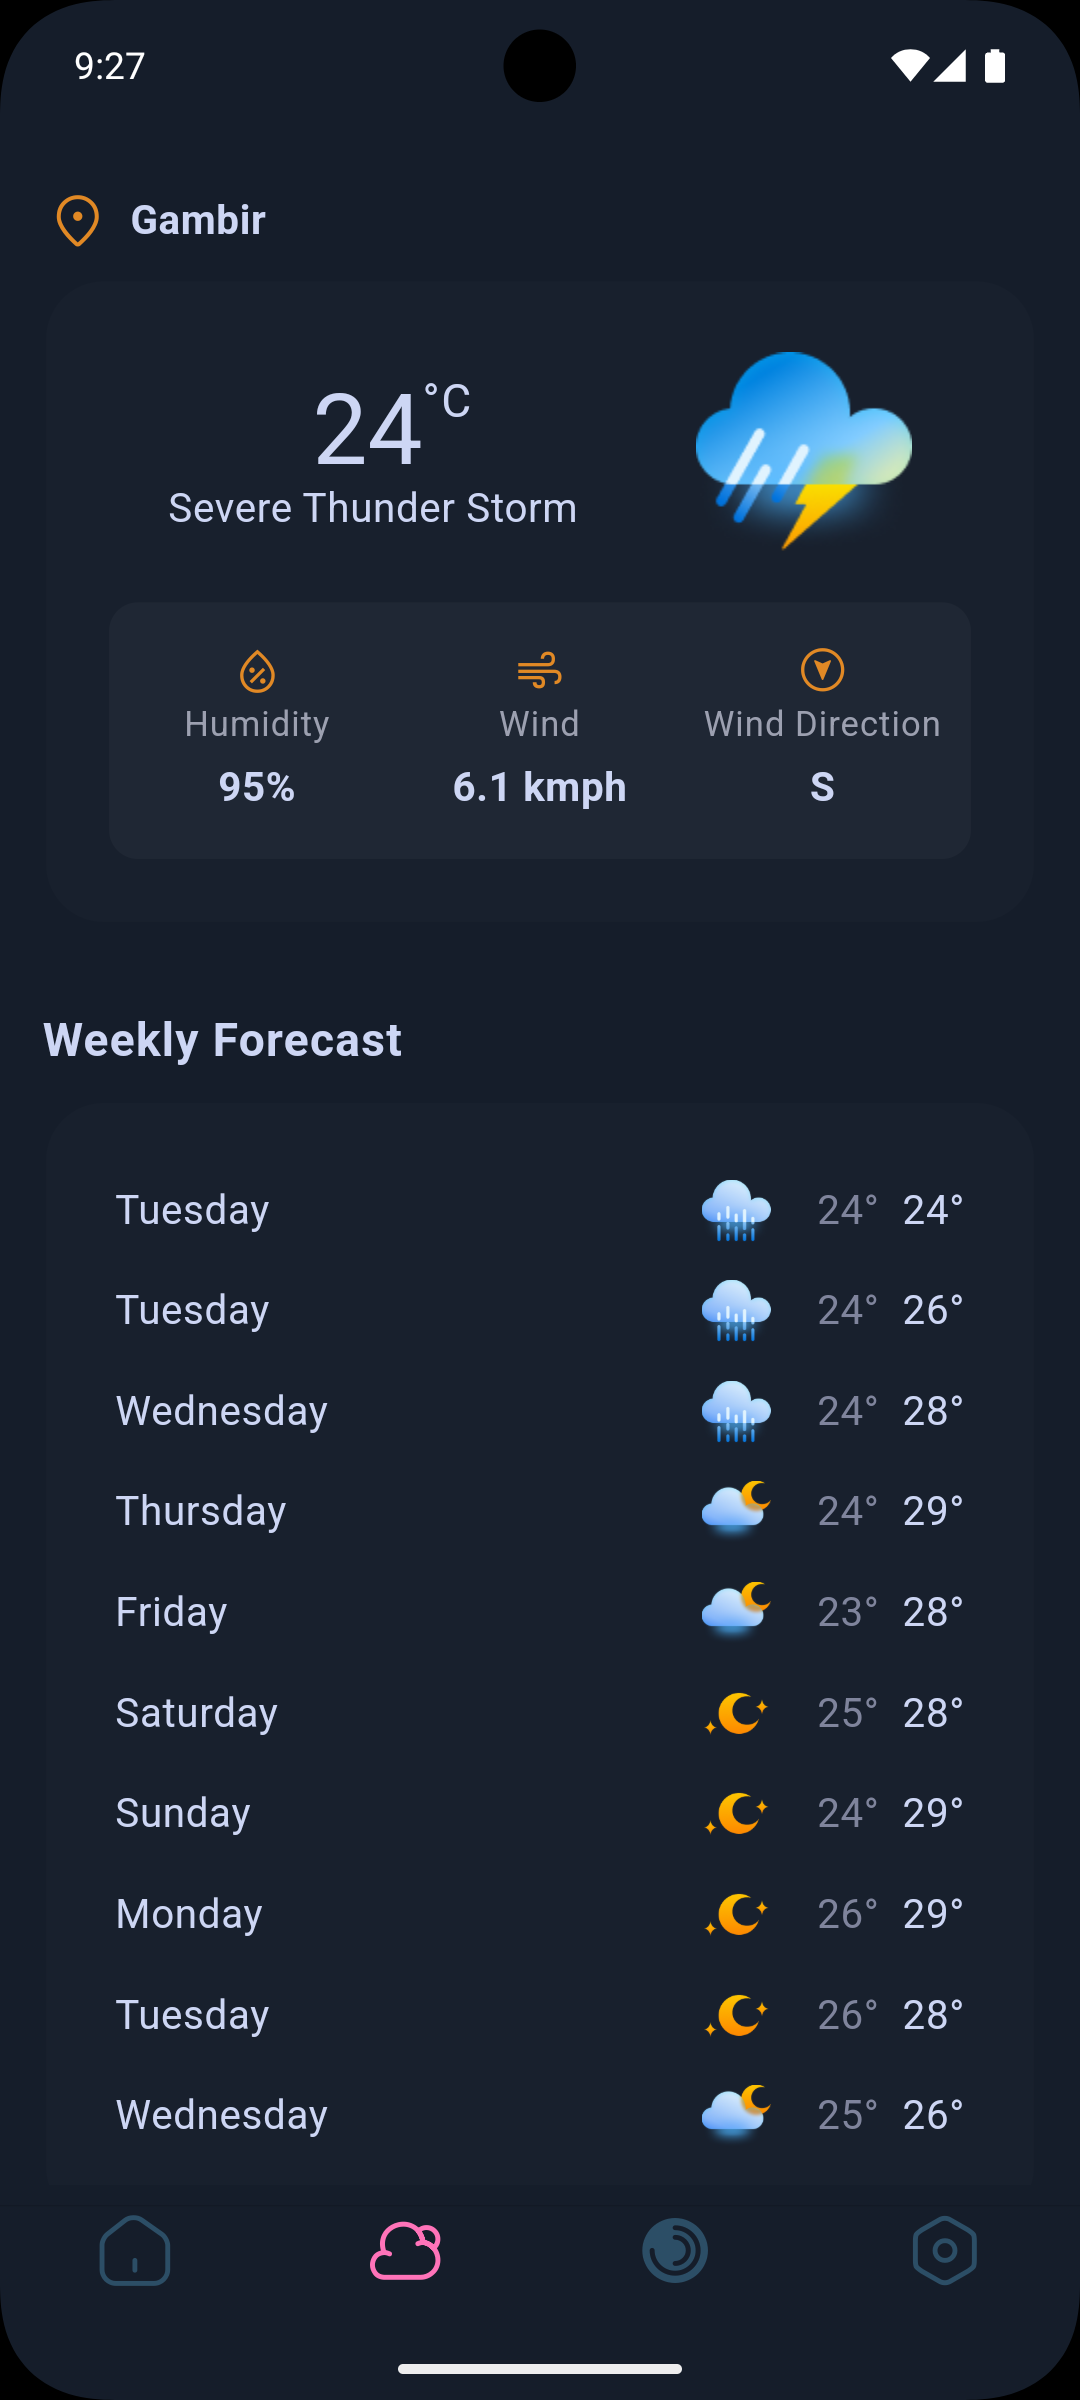 9:27
Gambir
24°C
Severe Thunder Storm
Humidity Wind Wind Direction
95% 6.1 kmph S
Weekly Forecast
Tuesday 24° 24°
Tuesday 24° 26°
Wednesday 24° 28°
Thursday 24° 29°
Friday 23° 28°
Saturday 25° 28°
Sunday 24° 29°
Monday 26° 29°
Tuesday 26° 28°
Wednesday 25° 26°